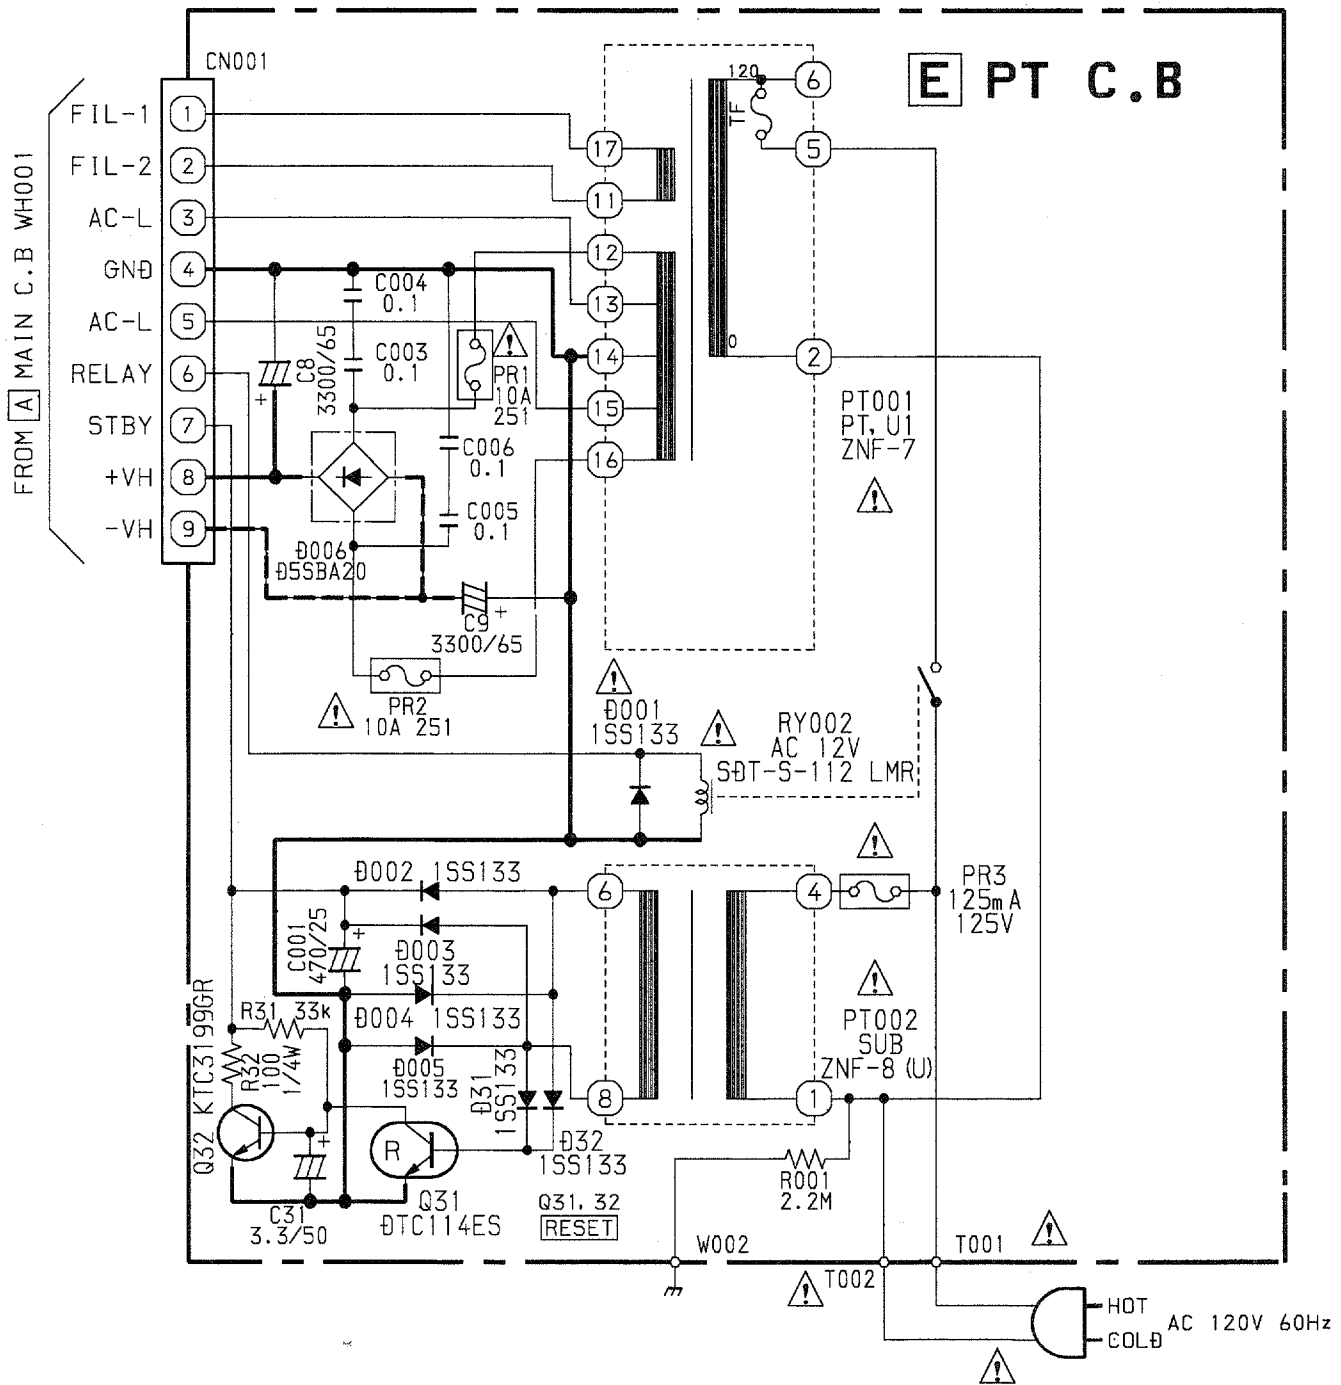 CN001
E PT C.B
FROM A MAIN C.B WH001
FIL-1 1
FIL-2 2
AC-L 3
GND 4
AC-L 5
RELAY 6
STBY 7
+VH 8
-VH 9
C004
0.1
C003
0.1
C8
3300/65
+
C006
0.1
C005
0.1
PR1
10A
251
D006
D5SBA20
C9
3300/65
+
PR2
10A 251
17
11
12
13
14
15
16
120
TF
0
6
5
2
PT001
PT, U1
ZNF-7
D001
1SS133
RY002
AC 12V
SDT-S-112 LMR
D002 1SS133
C001
470/25
+
D003
1SS133
D004 1SS133
D005
1SS133
D31
1SS133
D32
1SS133
6
8
4
1
PR3
125mA
125V
PT002
SUB
ZNF-8 (U)
R31 33k
R32
100
1/4W
Q32 KTC3199GR
+
C31
3.3/50
R
Q31
DTC114ES
Q31, 32
RESET
R001
2.2M
W002
T002
T001
HOT
COLD
AC 120V 60Hz
!
!
!
!
!
!
!
!
!
!
!